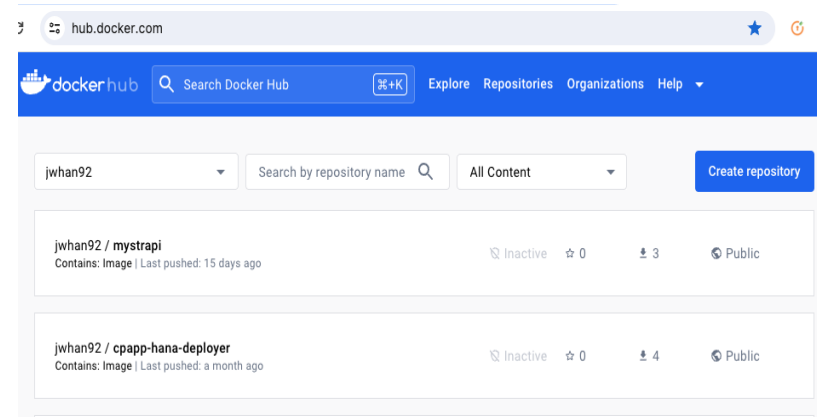 hub.docker.com
dockerhub Search Docker Hub ⌘+K Explore Repositories Organizations Help
jwhan92 Search by repository name All Content Create repository
jwhan92 / mystrapi
Inactive 0 3 Public
Contains: Image | Last pushed: 15 days ago
jwhan92 / cpapp-hana-deployer
Inactive 0 4 Public
Contains: Image | Last pushed: a month ago